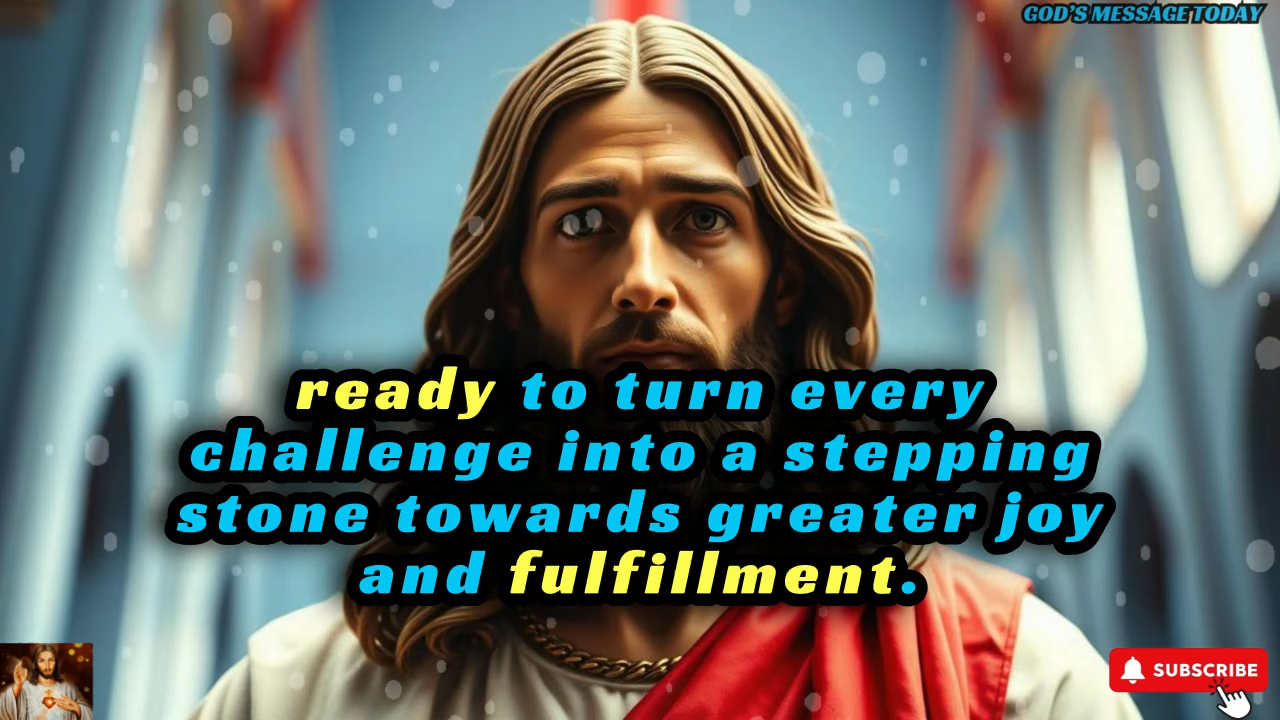 GOD'S MESSAGE TODAY
ready to turn every
challenge into a stepping
stone towards greater joy
and fulfillment.
SUBSCRIBE